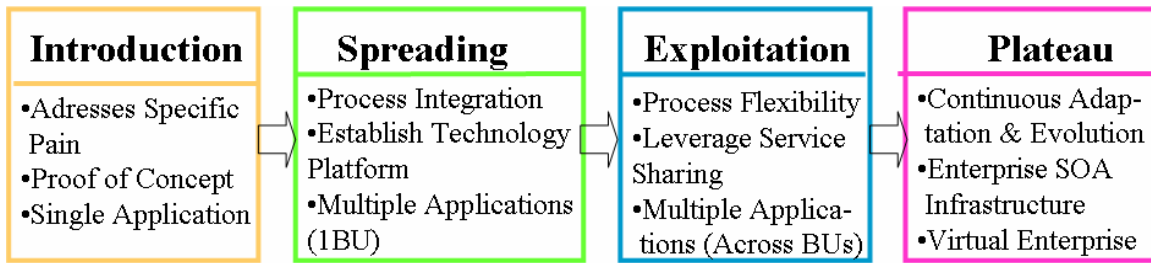 Introduction
•Adresses Specific
Pain
•Proof of Concept
•Single Application
Spreading
•Process Integration
•Establish Technology
Platform
•Multiple Applications
(1BU)
Exploitation
•Process Flexibility
•Leverage Service
Sharing
•Multiple Applica-
tions (Across BUs)
Plateau
•Continuous Adap-
tation & Evolution
•Enterprise SOA
Infrastructure
•Virtual Enterprise